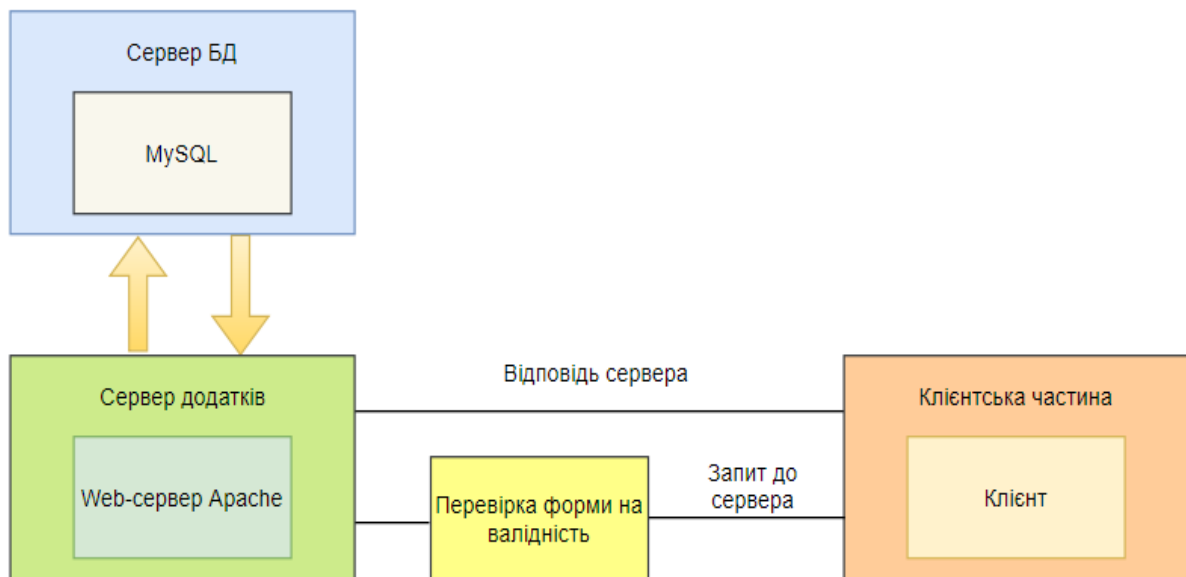 Сервер БД
MySQL
Відповідь сервера
Сервер додатків
Клієнтська частина
Web-сервер Apache
Перевірка форми на
валідність
Запит до
сервера
Клієнт